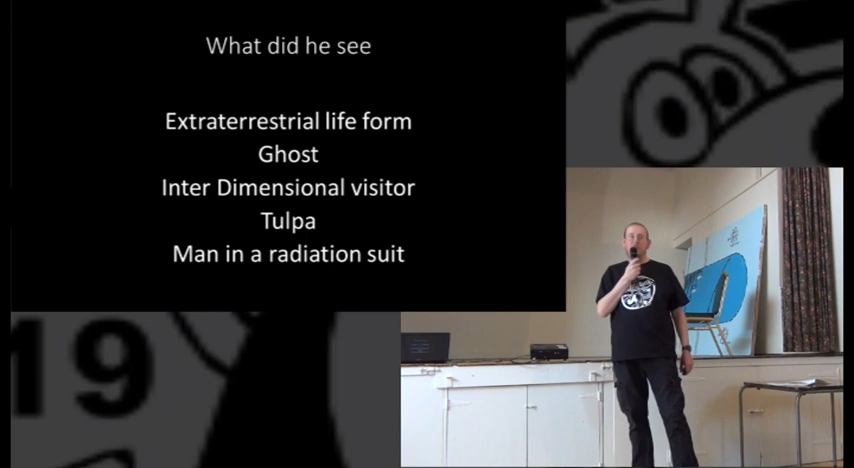 What did he see
Extraterrestrial life form
Ghost
Inter Dimensional visitor
Tulpa
Man in a radiation suit
19